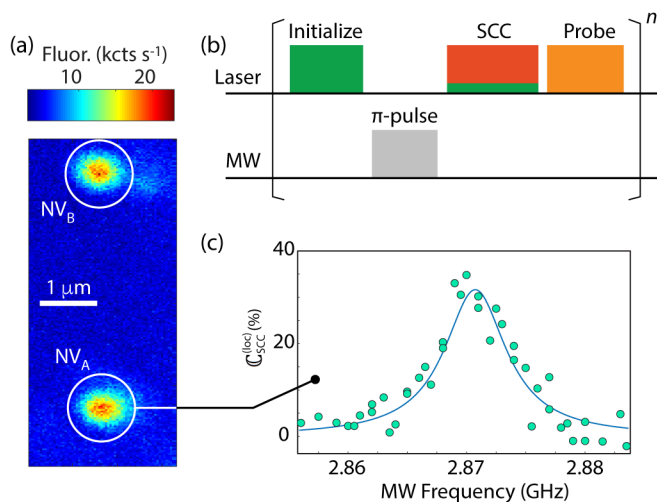 (a)
Fluor. (kcts s⁻¹)
10 20
NV_B
1 μm
NV_A
(b)
n
Initialize SCC Probe
Laser
π-pulse
MW
(c)
40
20
0
ℂ_SCC^(loc) (%)
2.86 2.87 2.88
MW Frequency (GHz)